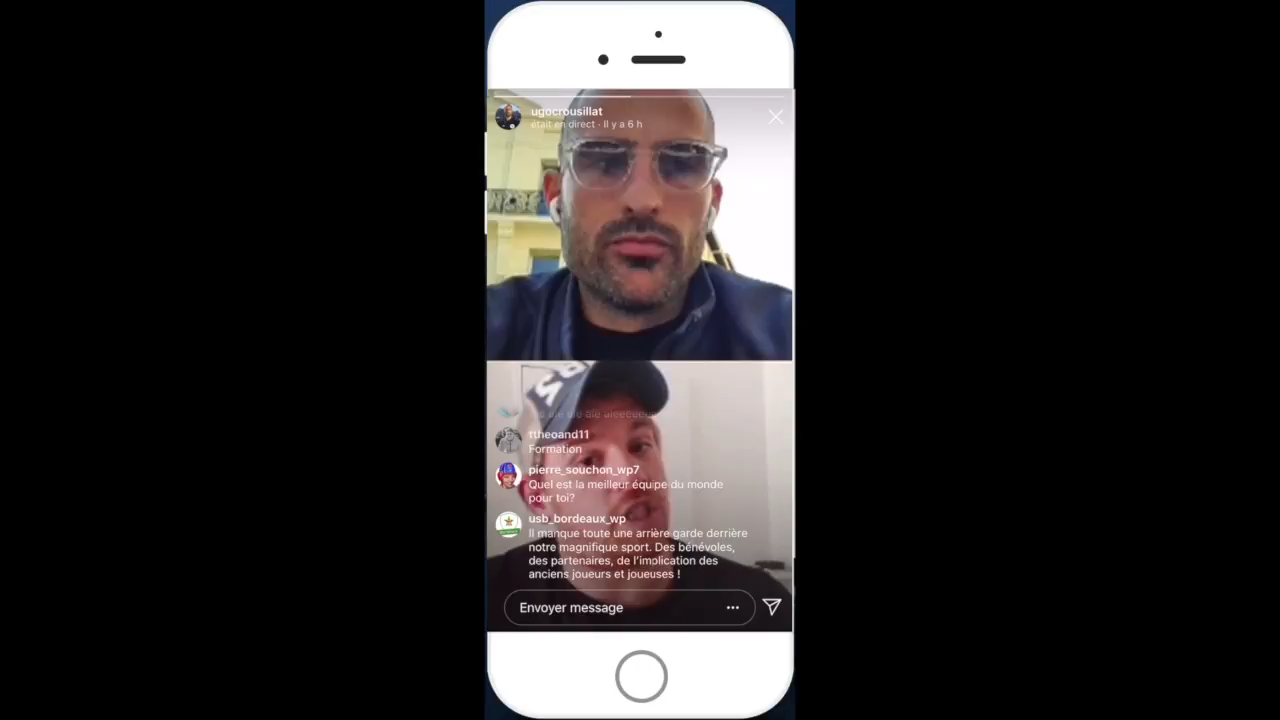 ugocrousillat
était en direct · Il y a 6 h
ttheoand11
Formation
pierre_souchon_wp7
Quel est la meilleur équipe du monde
pour toi?
usb_bordeaux_wp
Il manque toute une arrière garde derrière
notre magnifique sport. Des bénévoles,
des partenaires, de l'implication des
anciens joueurs et joueuses !
Envoyer message